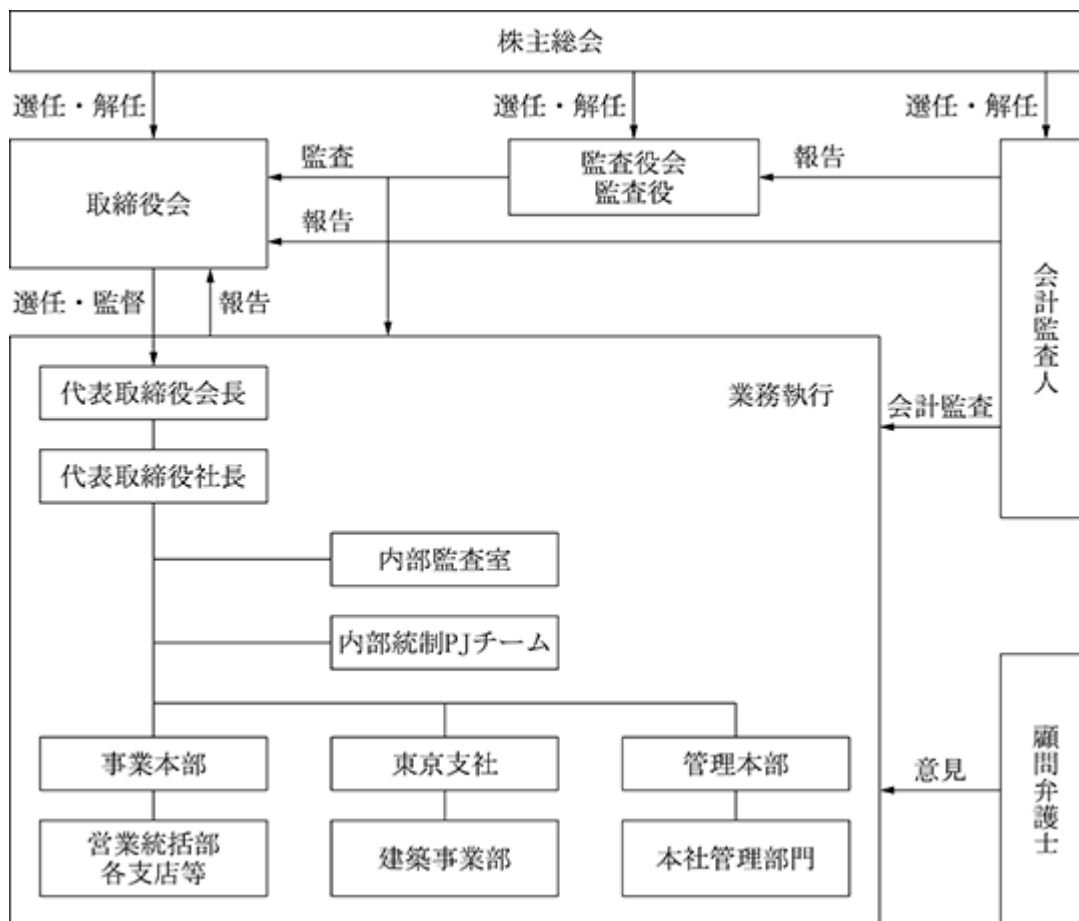 株主総会
選任・解任
選任・解任
選任・解任
取締役会
監査
監査役会
監査役
報告
報告
会計監査人
選任・監督
報告
業務執行
代表取締役会長
会計監査
代表取締役社長
内部監査室
内部統制PJチーム
事業本部
東京支社
管理本部
意見
顧問弁護士
営業統括部
各支店等
建築事業部
本社管理部門